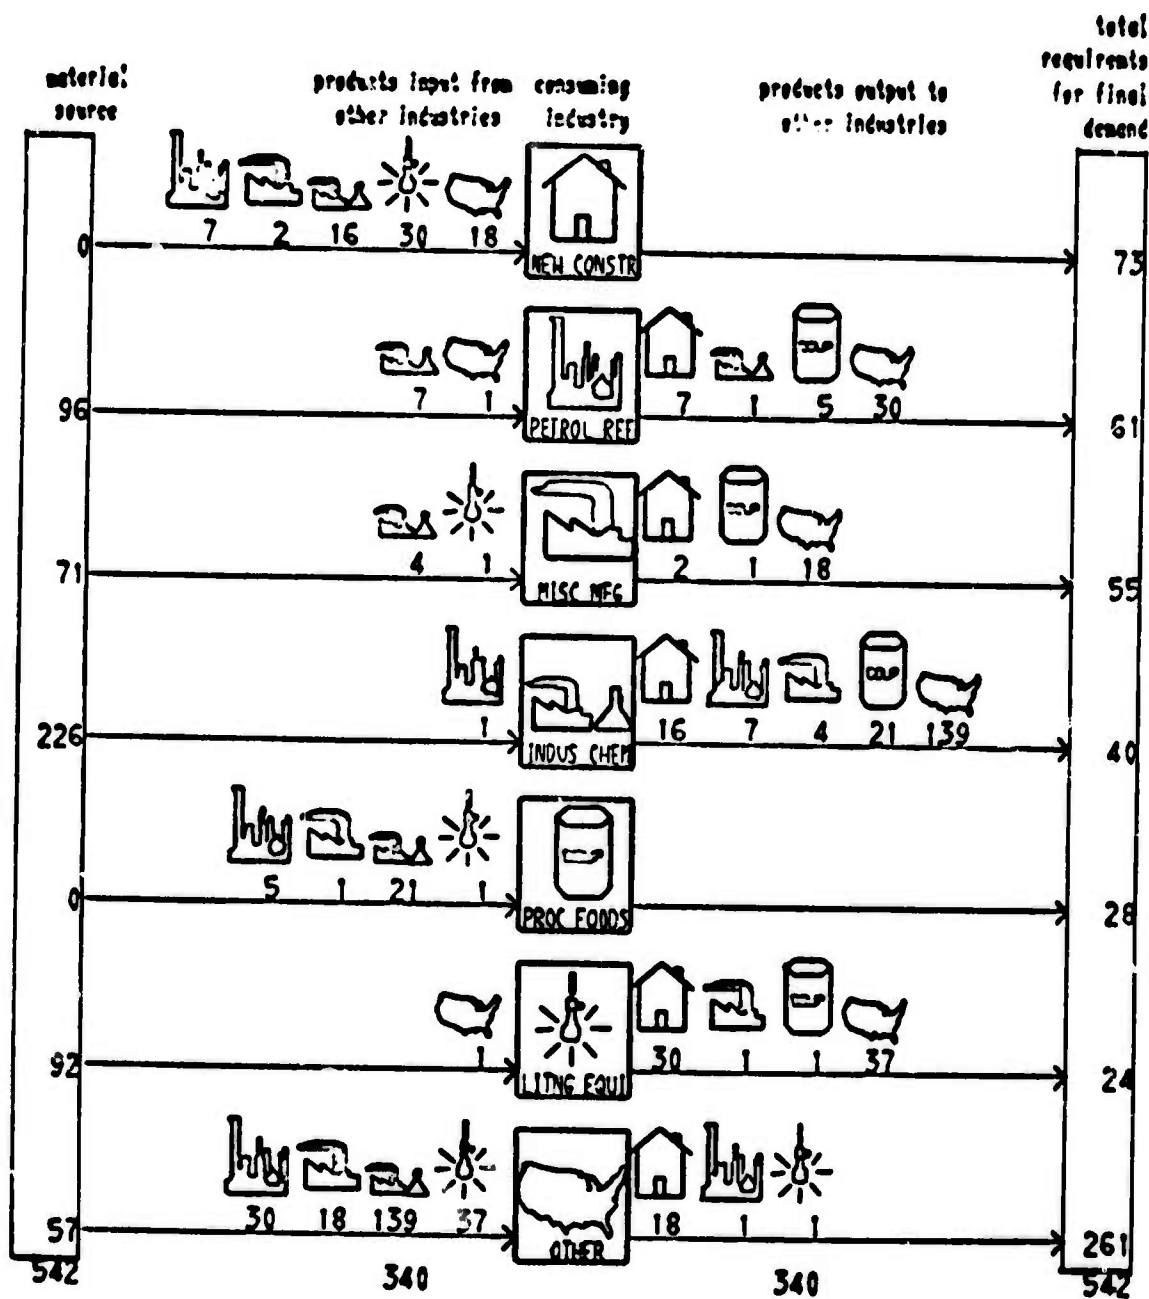 total
requirents
for final
demand
material
source
products input from
other industries
consuming
industry
products output to
other industries
7 2 16 30 18
0
NEW CONSTR
73
7 1
96
PETROL REF
7 1 5 30
61
4 1
71
MISC MFG
2 1 18
55
1
226
INDUS CHEM
16 7 4 21 139
40
5 1 21 1
0
PROC FOODS
28
1
92
LITNG EQUI
30 1 1 37
24
30 18 139 37
57
OTHER
18 1 1
261
542
340
340
542